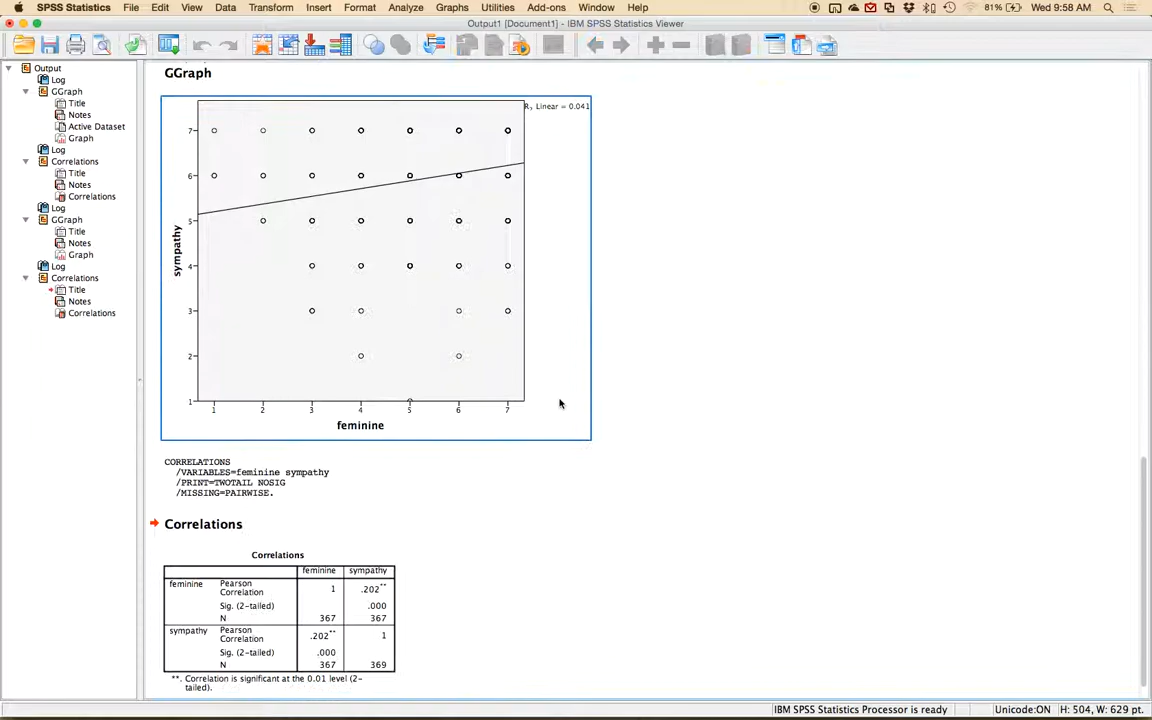 SPSS Statistics File Edit View Data Transform Insert Format Analyze Graphs Utilities Add-ons Window Help 81% Wed 9:58 AM
Output1 [Document1] - IBM SPSS Statistics Viewer
Output
Log
GGraph
Title
Notes
Active Dataset
Graph
Log
Correlations
Title
Notes
Correlations
Log
GGraph
Title
Notes
Graph
Log
Correlations
Title
Notes
Correlations
GGraph
R, Linear = 0.041
7
6
5
4
3
2
1
sympathy
1 2 3 4 5 6 7
feminine
CORRELATIONS
/VARIABLES=feminine sympathy
/PRINT=TWOTAIL NOSIG
/MISSING=PAIRWISE.
Correlations
Correlations
feminine sympathy
feminine Pearson Correlation 1 .202**
Sig. (2-tailed) .000
N 367 367
sympathy Pearson Correlation .202** 1
Sig. (2-tailed) .000
N 367 369
**. Correlation is significant at the 0.01 level (2-
tailed).
IBM SPSS Statistics Processor is ready Unicode:ON H: 504, W: 629 pt.